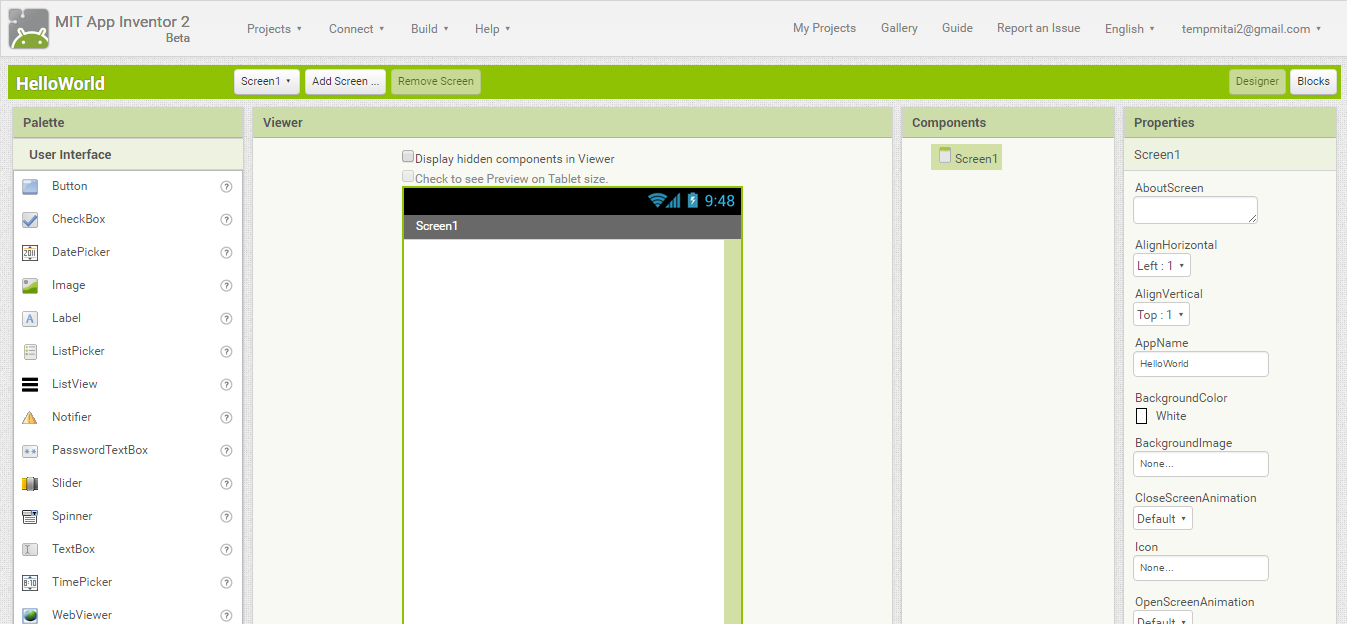 MIT App Inventor 2
Beta
Projects Connect Build Help
My Projects Gallery Guide Report an Issue English tempmitai2@gmail.com
HelloWorld
Screen1 Add Screen ... Remove Screen
Designer Blocks
Palette
User Interface
Button ?
CheckBox ?
DatePicker ?
Image ?
Label ?
ListPicker ?
ListView ?
Notifier ?
PasswordTextBox ?
Slider ?
Spinner ?
TextBox ?
TimePicker ?
WebViewer ?
Viewer
Display hidden components in Viewer
Check to see Preview on Tablet size.
9:48
Screen1
Components
Screen1
Properties
Screen1
AboutScreen
AlignHorizontal
Left : 1
AlignVertical
Top : 1
AppName
HelloWorld
BackgroundColor
White
BackgroundImage
None...
CloseScreenAnimation
Default
Icon
None...
OpenScreenAnimation
Default